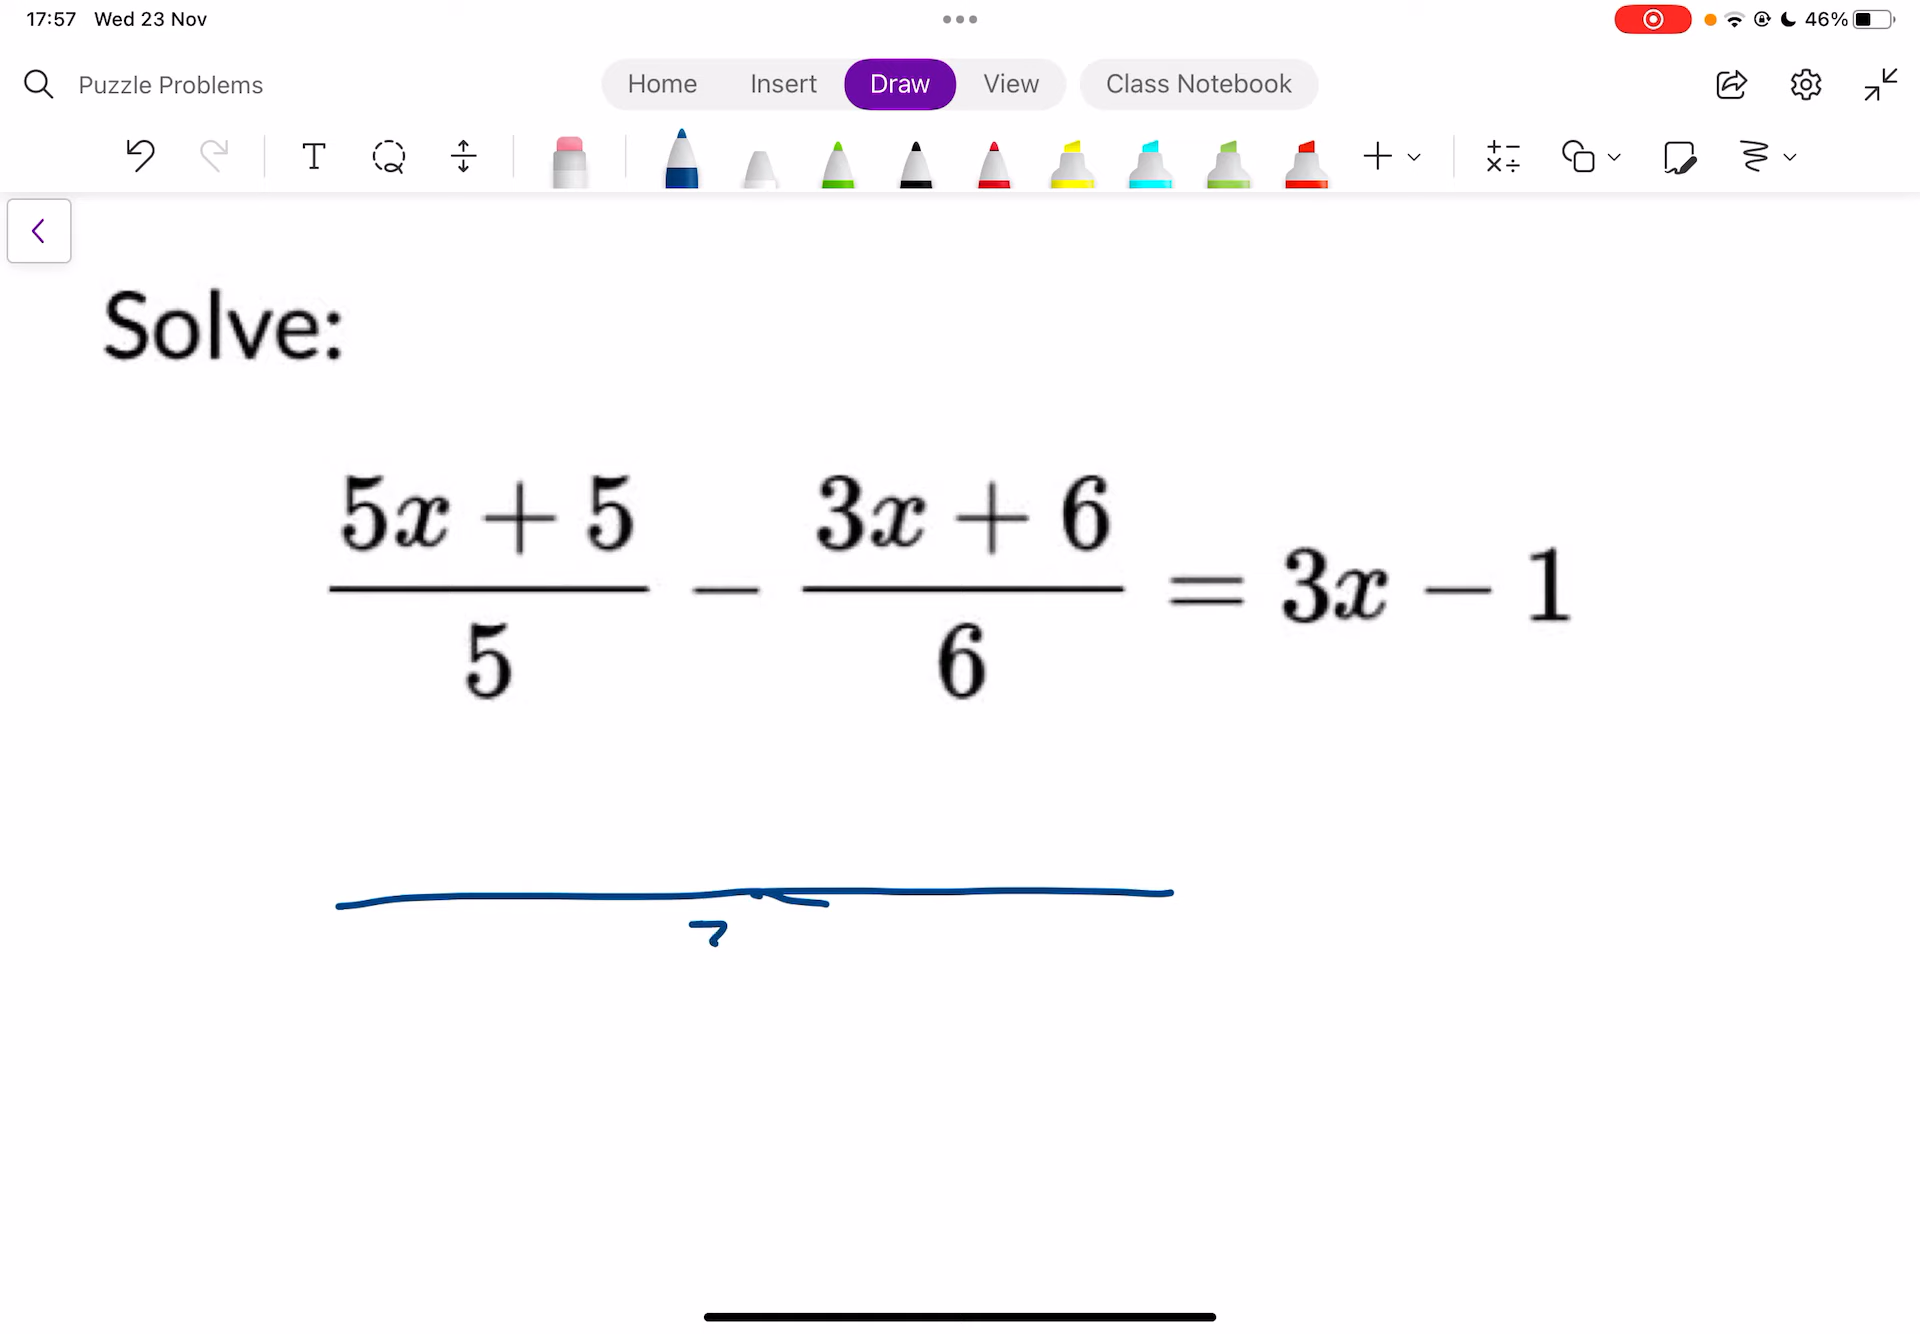 17:57 Wed 23 Nov
46%
Puzzle Problems
Home Insert Draw View Class Notebook
T
Solve:
5x + 5 / 5 − 3x + 6 / 6 = 3x − 1